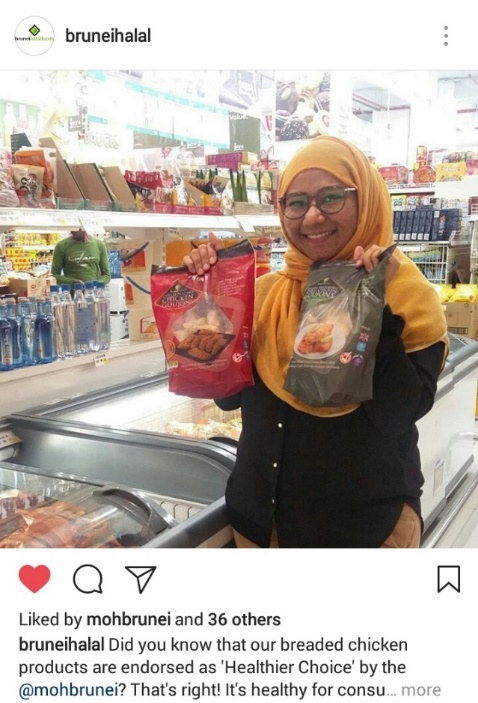 bruneihalal
CHICKEN
Liked by mohbrunei and 36 others
bruneihalal Did you know that our breaded chicken
products are endorsed as 'Healthier Choice' by the
@mohbrunei? That's right! It's healthy for consu... more